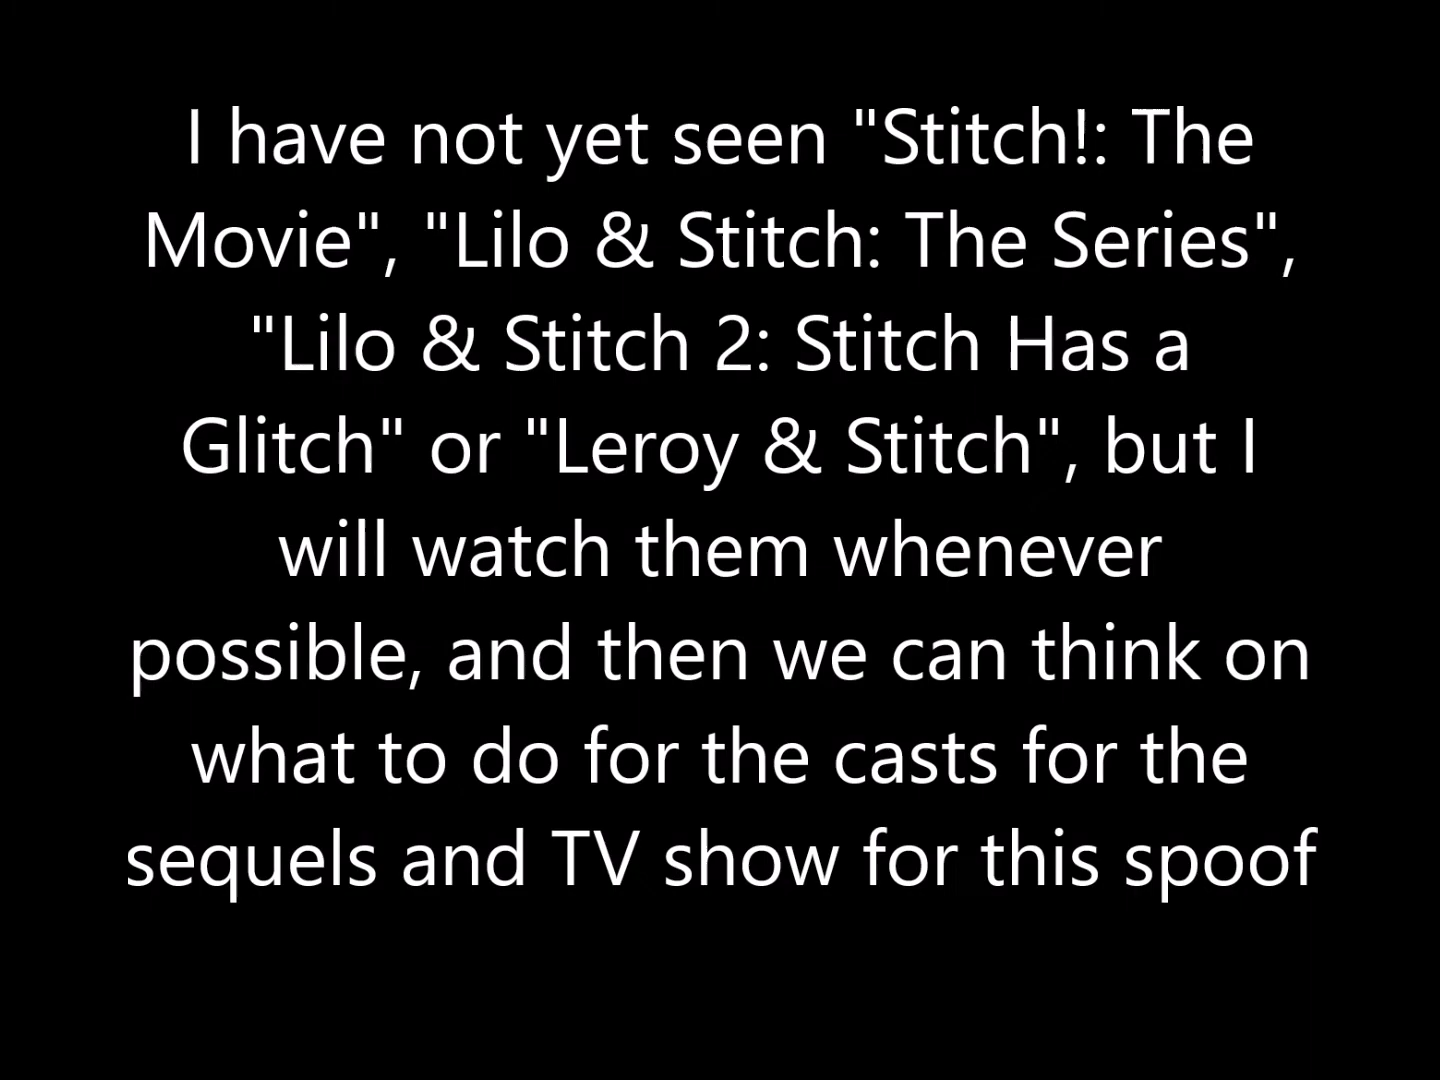 I have not yet seen "Stitch!: The
Movie", "Lilo & Stitch: The Series",
"Lilo & Stitch 2: Stitch Has a
Glitch" or "Leroy & Stitch", but I
will watch them whenever
possible, and then we can think on
what to do for the casts for the
sequels and TV show for this spoof